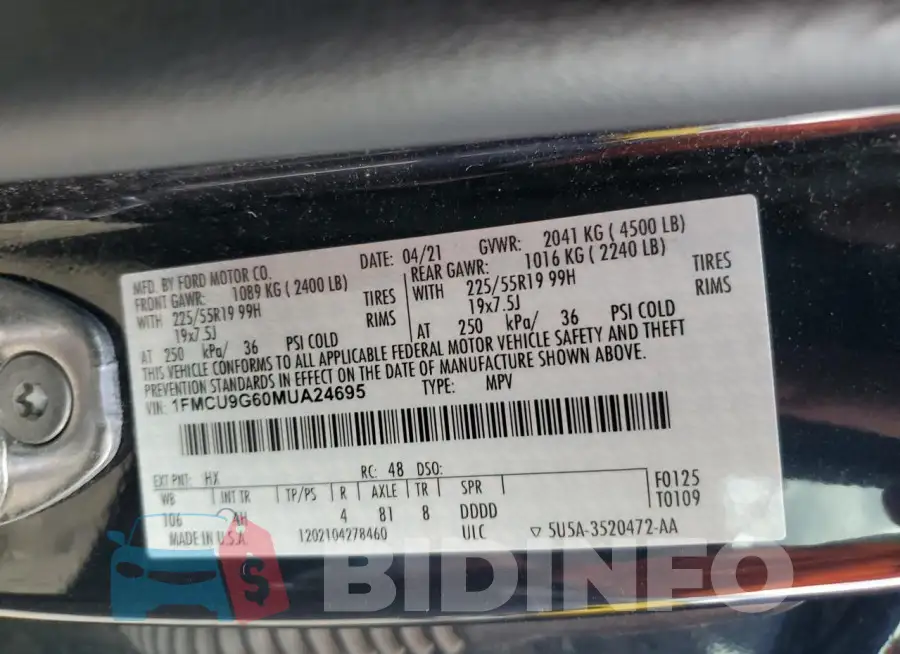 MFD. BY FORD MOTOR CO. DATE: 04/21 GVWR: 2041 KG ( 4500 LB)
FRONT GAWR: 1089 KG ( 2400 LB) REAR GAWR: 1016 KG ( 2240 LB)
WITH 225/55R19 99H TIRES WITH 225/55R19 99H TIRES
19x7.5J RIMS 19x7.5J RIMS
AT 250 kPa/ 36 PSI COLD AT 250 kPa/ 36 PSI COLD
THIS VEHICLE CONFORMS TO ALL APPLICABLE FEDERAL MOTOR VEHICLE SAFETY AND THEFT
PREVENTION STANDARDS IN EFFECT ON THE DATE OF MANUFACTURE SHOWN ABOVE.
VIN: 1FMCU9G60MUA24695 TYPE: MPV
EXT PNT: HX RC: 48 DSO: F0125
WB INT TR TP/PS R AXLE TR SPR T0109
106 AH 4 81 8 DDDD
MADE IN U.S.A. 1202104278460 ULC ▽ 5U5A-3520472-AA
$ BIDINFO